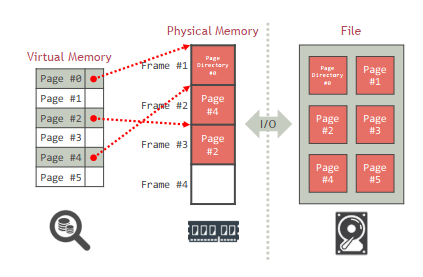 Virtual Memory
Page #0
Page #1
Page #2
Page #3
Page #4
Page #5
Physical Memory
Frame #1
Frame #2
Frame #3
Frame #4
Page
Directory
#0
Page
#4
Page
#2
I/O
File
Page
Directory
#0
Page
#1
Page
#2
Page
#3
Page
#4
Page
#5